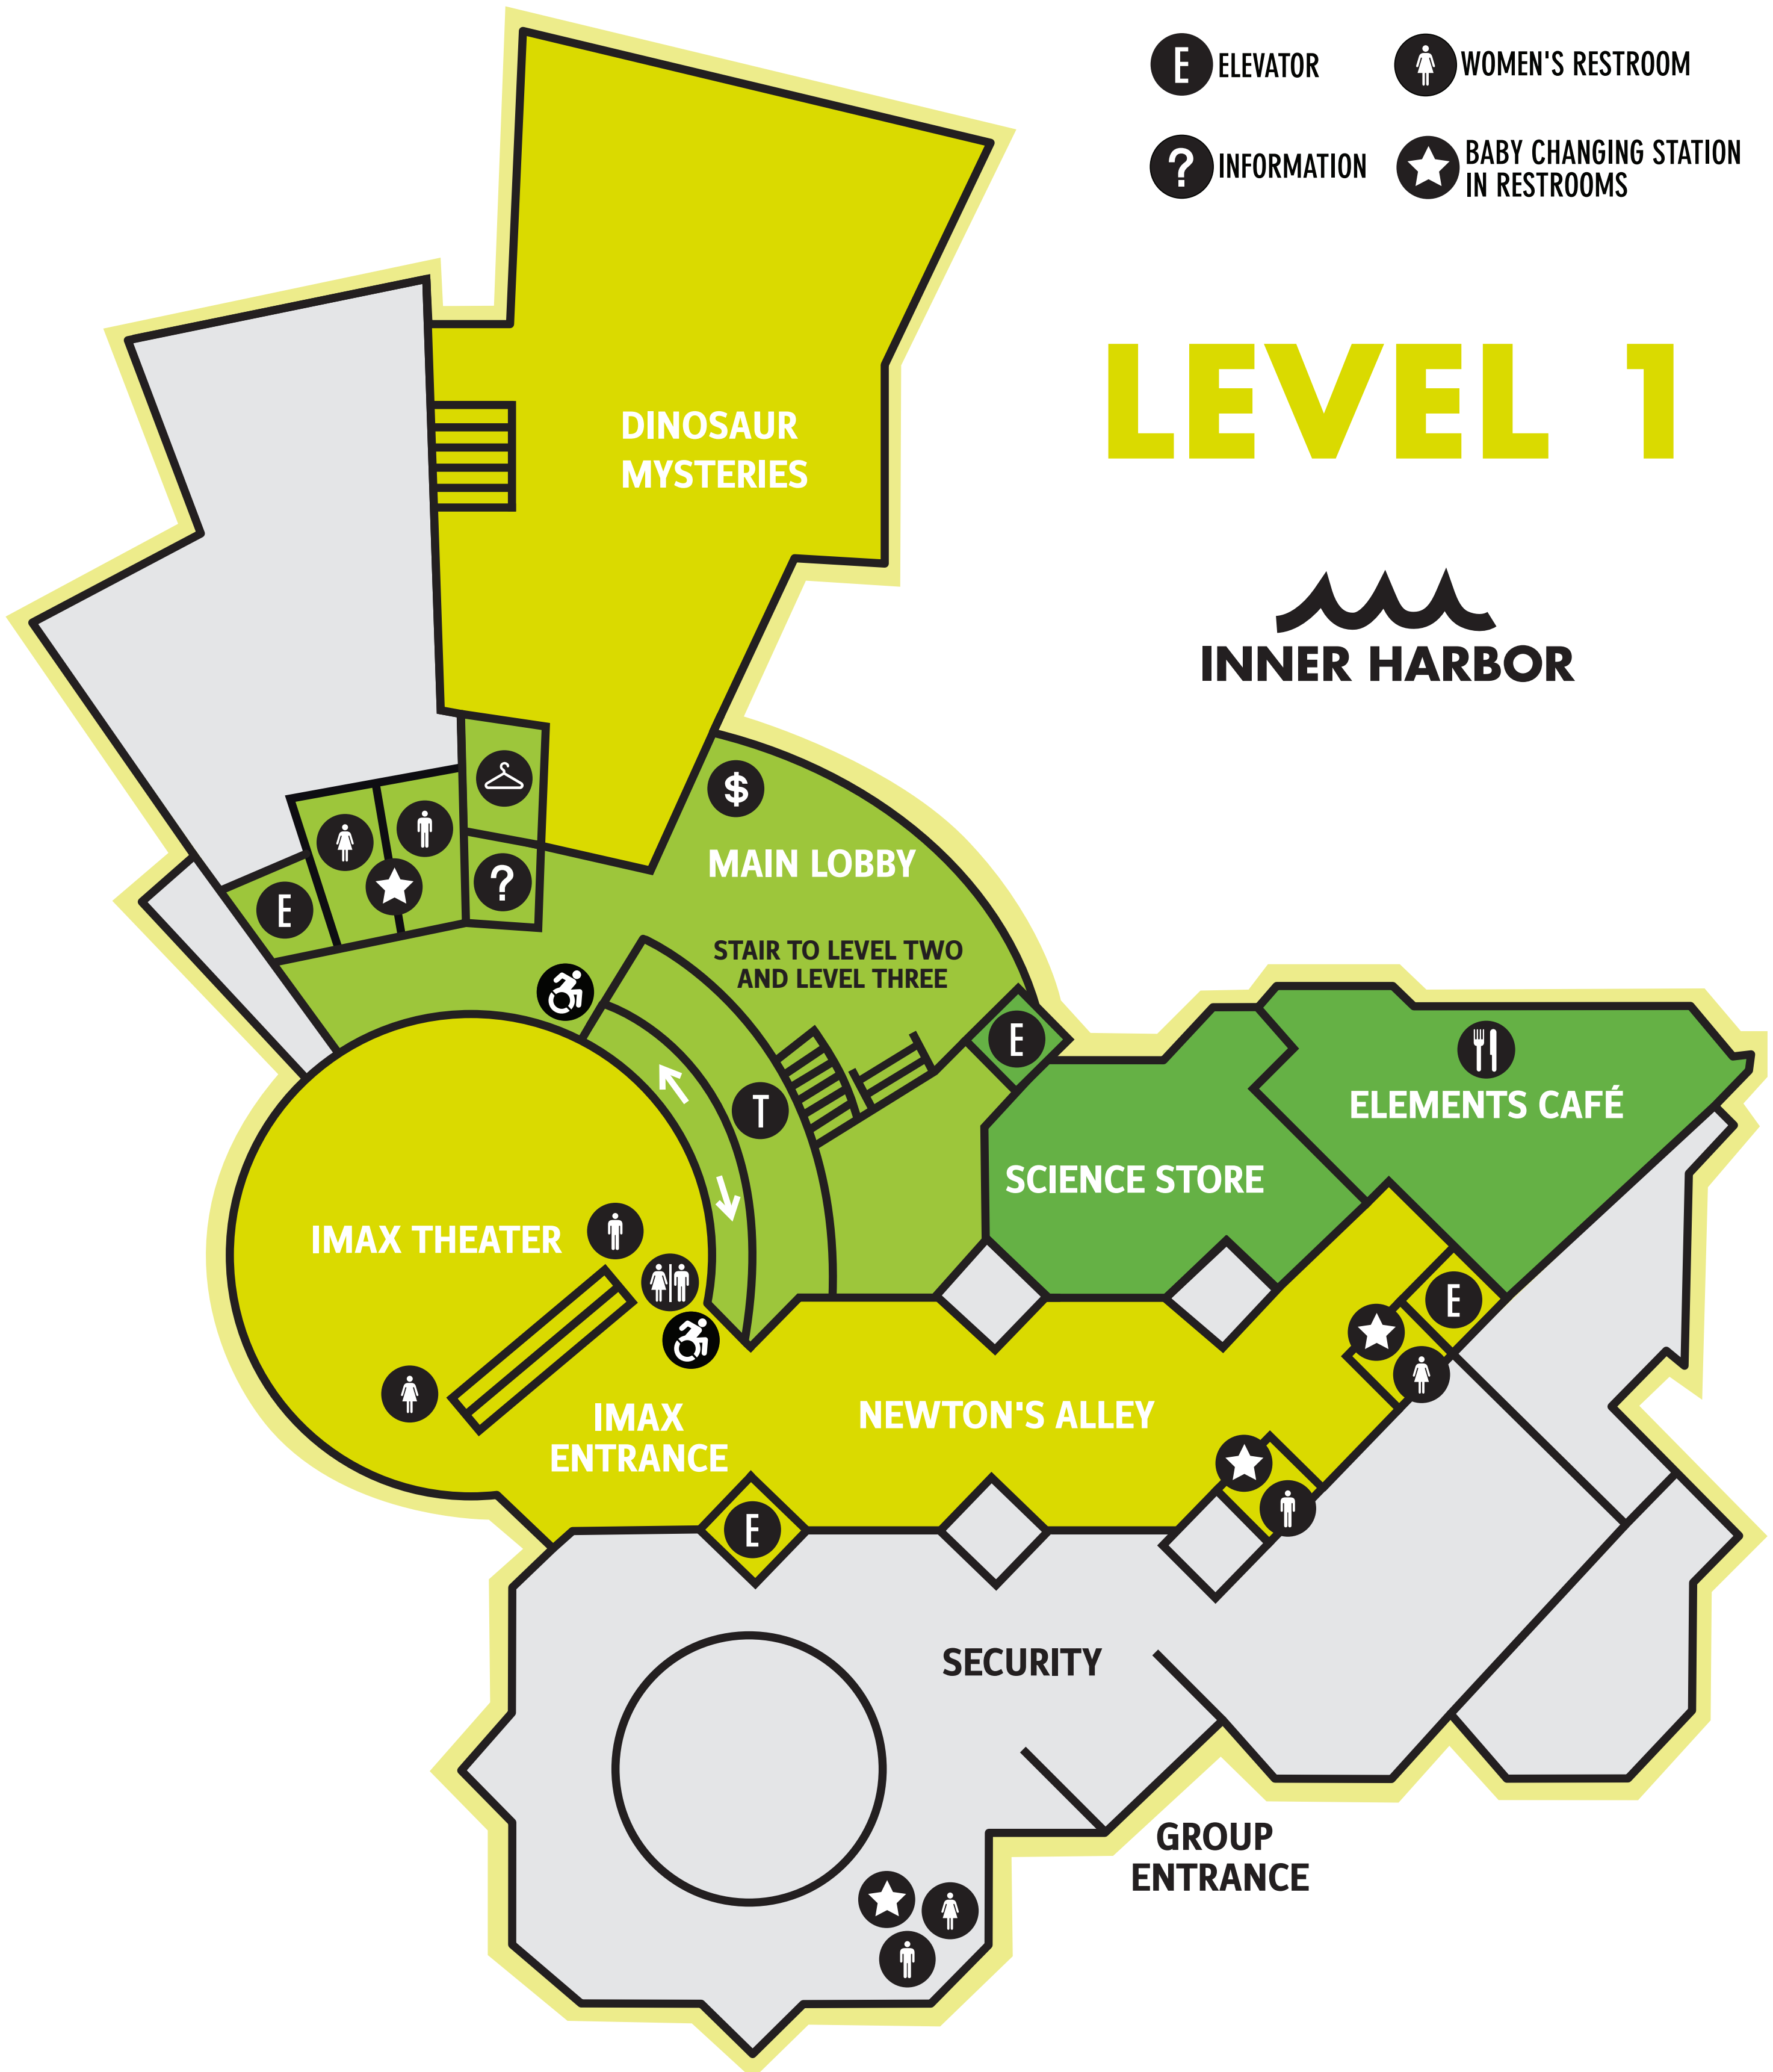 E ELEVATOR
WOMEN'S RESTROOM
? INFORMATION
BABY CHANGING STATION
IN RESTROOMS
LEVEL 1
INNER HARBOR
DINOSAUR
MYSTERIES
$
MAIN LOBBY
?
E
STAIR TO LEVEL TWO
AND LEVEL THREE
E
T
ELEMENTS CAFÉ
SCIENCE STORE
IMAX THEATER
E
IMAX
ENTRANCE
NEWTON'S ALLEY
E
SECURITY
GROUP
ENTRANCE